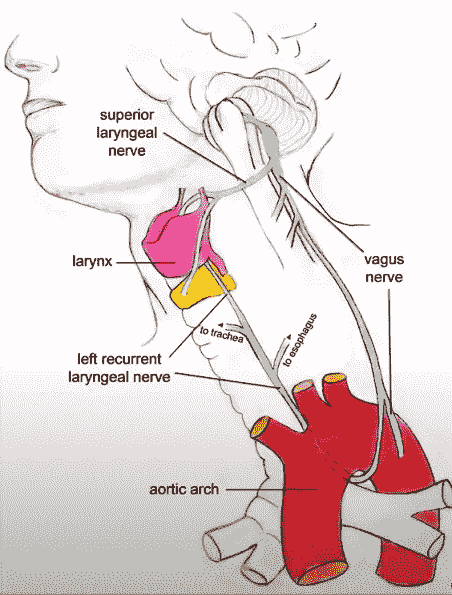 superior
laryngeal
nerve
larynx
vagus
nerve
to trachea
to esophagus
left recurrent
laryngeal nerve
aortic arch